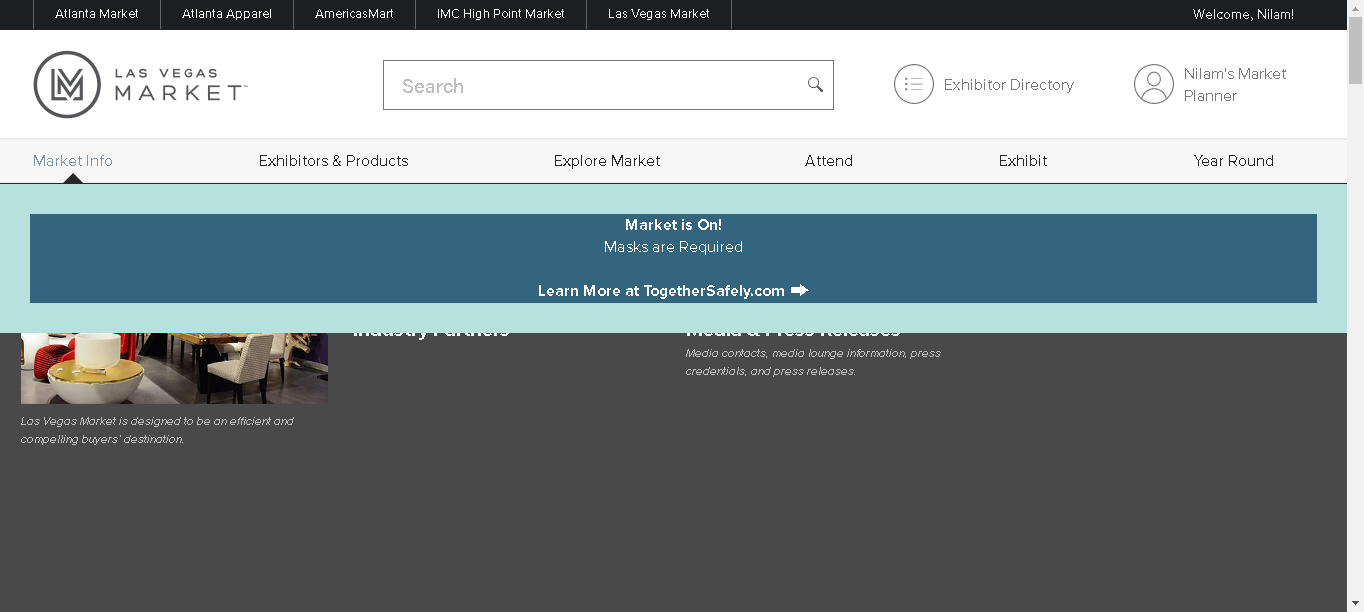 Atlanta Market
Atlanta Apparel
AmericasMart
IMC High Point Market
Las Vegas Market
Welcome, Nilam!
LM
LAS VEGAS
MARKET™
Search
Exhibitor Directory
Nilam's Market
Planner
Market Info
Exhibitors & Products
Explore Market
Attend
Exhibit
Year Round
Market is On!
Masks are Required
Learn More at TogetherSafely.com
Industry Partners
Media & Press Releases
Media contacts, media lounge information, press
credentials, and press releases.
Las Vegas Market is designed to be an efficient and
compelling buyers' destination.